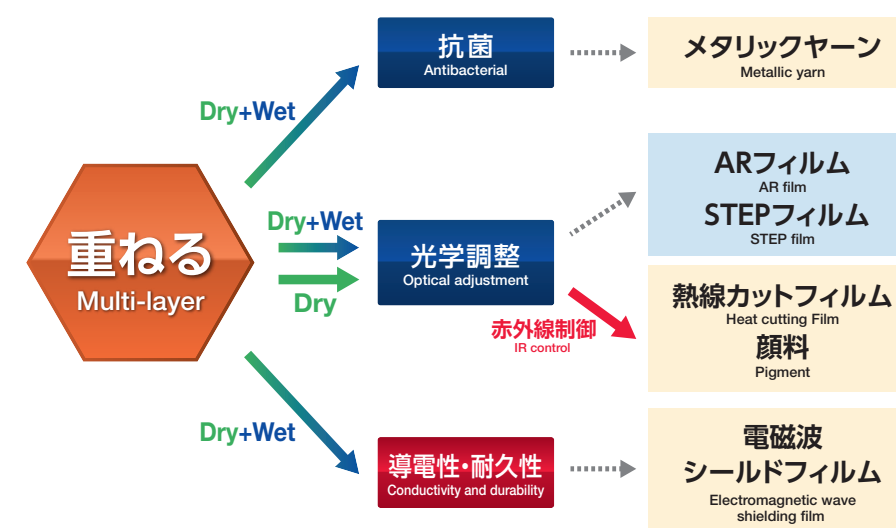 重ねる
Multi-layer
Dry+Wet
抗菌
Antibacterial
メタリックヤーン
Metallic yarn
Dry+Wet
Dry
光学調整
Optical adjustment
ARフィルム
AR film
STEPフィルム
STEP film
赤外線制御
IR control
熱線カットフィルム
Heat cutting Film
顔料
Pigment
Dry+Wet
導電性・耐久性
Conductivity and durability
電磁波
シールドフィルム
Electromagnetic wave
shielding film